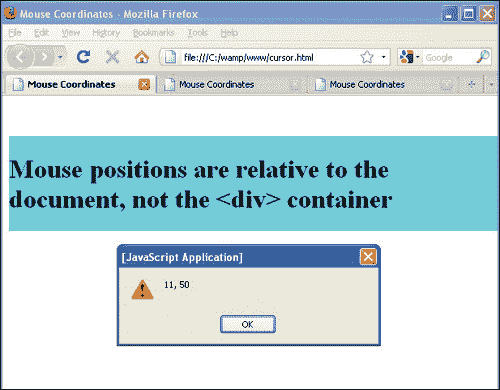 Mouse Coordinates - Mozilla Firefox
File Edit View History Bookmarks Tools Help
file:///C:/wamp/www/cursor.html
Google
Mouse Coordinates
Mouse Coordinates
Mouse Coordinates
Mouse positions are relative to the
document, not the <div> container
[JavaScript Application]
11, 50
OK